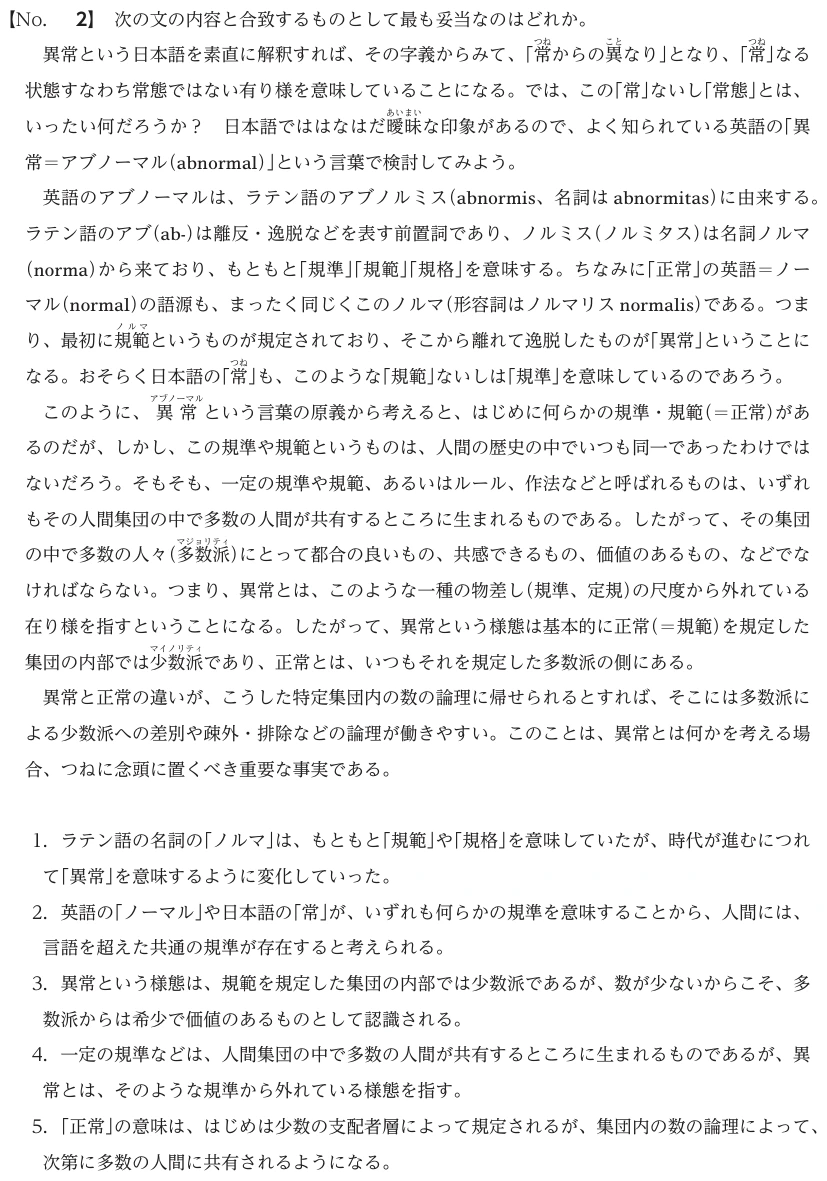 【No. 2】 次の文の内容と合致するものとして最も妥当なのはどれか。
異常という日本語を素直に解釈すれば、その字義からみて、「常からの異なり」となり、「常」なる
状態すなわち常態ではない有り様を意味していることになる。では、この「常」ないし「常態」とは、
いったい何だろうか？ 日本語でははなはだ曖昧な印象があるので、よく知られている英語の「異
常＝アブノーマル(abnormal)」という言葉で検討してみよう。
英語のアブノーマルは、ラテン語のアブノルミス(abnormis、名詞は abnormitas)に由来する。
ラテン語のアブ(ab-)は離反・逸脱などを表す前置詞であり、ノルミス(ノルミタス)は名詞ノルマ
(norma)から来ており、もともと「規準」「規範」「規格」を意味する。ちなみに「正常」の英語＝ノー
マル(normal)の語源も、まったく同じくこのノルマ(形容詞はノルマリス normalis)である。つま
り、最初に規範というものが規定されており、そこから離れて逸脱したものが「異常」ということに
なる。おそらく日本語の「常」も、このような「規範」ないしは「規準」を意味しているのであろう。
このように、異常という言葉の原義から考えると、はじめに何らかの規準・規範(＝正常)があ
るのだが、しかし、この規準や規範というものは、人間の歴史の中でいつも同一であったわけでは
ないだろう。そもそも、一定の規準や規範、あるいはルール、作法などと呼ばれるものは、いずれ
もその人間集団の中で多数の人間が共有するところに生まれるものである。したがって、その集団
の中で多数の人々(多数派)にとって都合の良いもの、共感できるもの、価値のあるもの、などでな
ければならない。つまり、異常とは、このような一種の物差し(規準、定規)の尺度から外れている
在り様を指すということになる。したがって、異常という様態は基本的に正常(＝規範)を規定した
集団の内部では少数派であり、正常とは、いつもそれを規定した多数派の側にある。
異常と正常の違いが、こうした特定集団内の数の論理に帰せられるとすれば、そこには多数派に
よる少数派への差別や疎外・排除などの論理が働きやすい。このことは、異常とは何かを考える場
合、つねに念頭に置くべき重要な事実である。
1. ラテン語の名詞の「ノルマ」は、もともと「規範」や「規格」を意味していたが、時代が進むにつれ
て「異常」を意味するように変化していった。
2. 英語の「ノーマル」や日本語の「常」が、いずれも何らかの規準を意味することから、人間には、
言語を超えた共通の規準が存在すると考えられる。
3. 異常という様態は、規範を規定した集団の内部では少数派であるが、数が少ないからこそ、多
数派からは希少で価値のあるものとして認識される。
4. 一定の規準などは、人間集団の中で多数の人間が共有するところに生まれるものであるが、異
常とは、そのような規準から外れている様態を指す。
5. 「正常」の意味は、はじめは少数の支配者層によって規定されるが、集団内の数の論理によって、
次第に多数の人間に共有されるようになる。